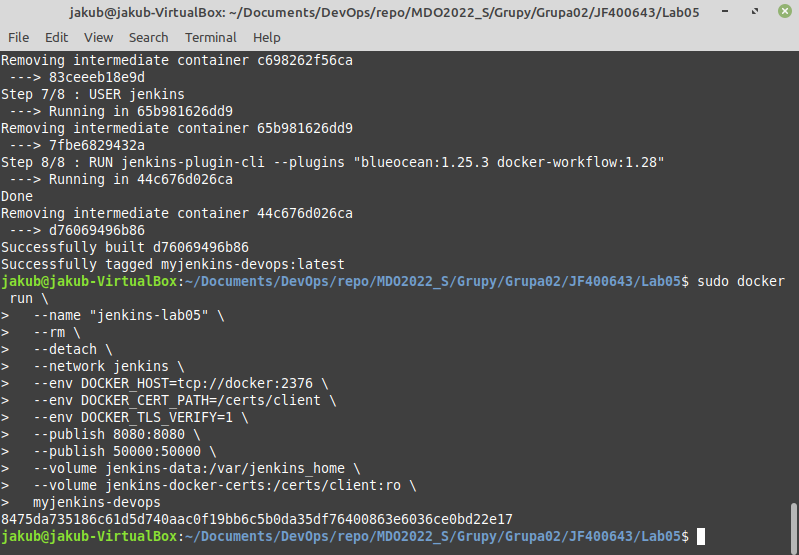 jakub@jakub-VirtualBox: ~/Documents/DevOps/repo/MDO2022_S/Grupy/Grupa02/JF400643/Lab05
File Edit View Search Terminal Help
Removing intermediate container c698262f56ca
 ---> 83ceeeb18e9d
Step 7/8 : USER jenkins
 ---> Running in 65b981626dd9
Removing intermediate container 65b981626dd9
 ---> 7fbe6829432a
Step 8/8 : RUN jenkins-plugin-cli --plugins "blueocean:1.25.3 docker-workflow:1.28"
 ---> Running in 44c676d026ca
Done
Removing intermediate container 44c676d026ca
 ---> d76069496b86
Successfully built d76069496b86
Successfully tagged myjenkins-devops:latest
jakub@jakub-VirtualBox:~/Documents/DevOps/repo/MDO2022_S/Grupy/Grupa02/JF400643/Lab05$ sudo docker
 run \
>   --name "jenkins-lab05" \
>   --rm \
>   --detach \
>   --network jenkins \
>   --env DOCKER_HOST=tcp://docker:2376 \
>   --env DOCKER_CERT_PATH=/certs/client \
>   --env DOCKER_TLS_VERIFY=1 \
>   --publish 8080:8080 \
>   --publish 50000:50000 \
>   --volume jenkins-data:/var/jenkins_home \
>   --volume jenkins-docker-certs:/certs/client:ro \
>   myjenkins-devops
8475da735186c61d5d740aac0f19bb6c5b0da35df76400863e6036ce0bd22e17
jakub@jakub-VirtualBox:~/Documents/DevOps/repo/MDO2022_S/Grupy/Grupa02/JF400643/Lab05$